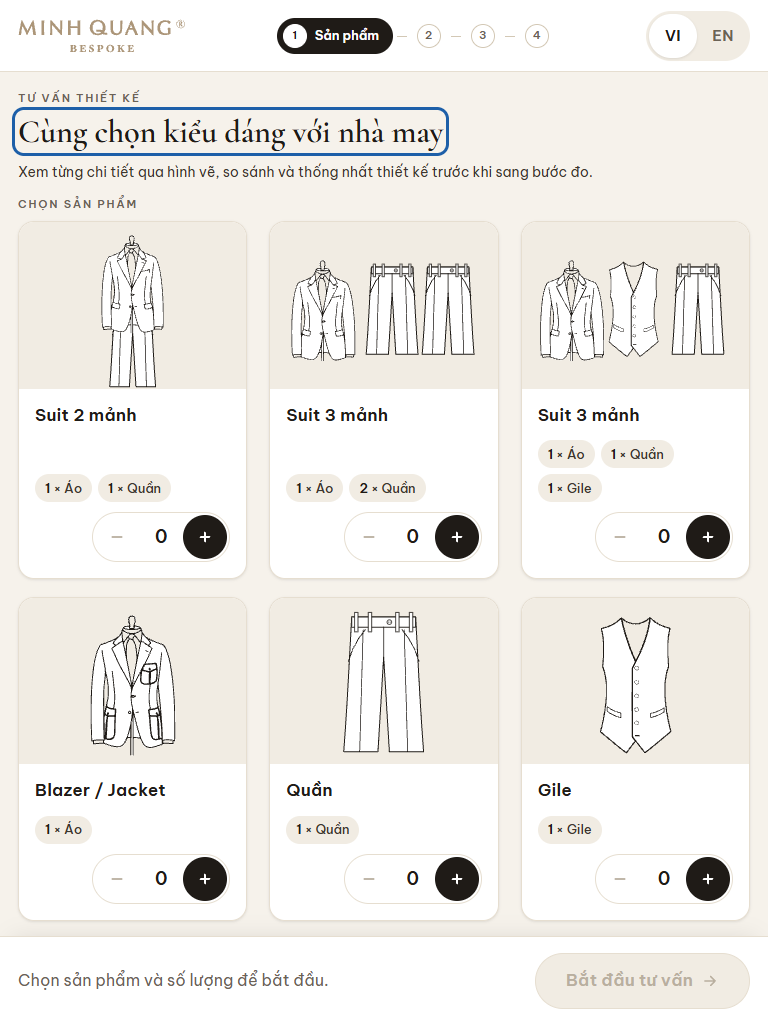 MINH QUANG®
BESPOKE
1 Sản phẩm
2
3
4
VI EN
TƯ VẤN THIẾT KẾ
Cùng chọn kiểu dáng với nhà may
Xem từng chi tiết qua hình vẽ, so sánh và thống nhất thiết kế trước khi sang bước đo.
CHỌN SẢN PHẨM
Suit 2 mảnh
1 × Áo 1 × Quần
− 0 +
Suit 3 mảnh
1 × Áo 2 × Quần
− 0 +
Suit 3 mảnh
1 × Áo 1 × Quần
1 × Gile
− 0 +
Blazer / Jacket
1 × Áo
− 0 +
Quần
1 × Quần
− 0 +
Gile
1 × Gile
− 0 +
Chọn sản phẩm và số lượng để bắt đầu.
Bắt đầu tư vấn →